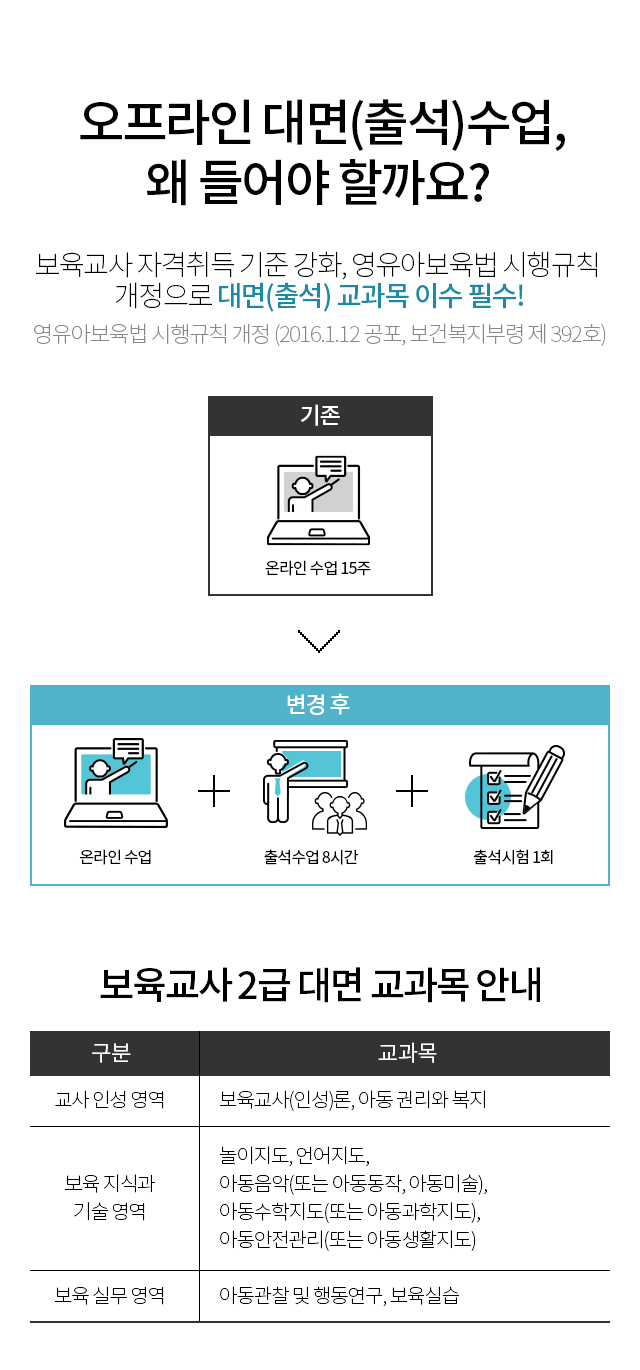 오프라인 대면(출석)수업,
왜 들어야 할까요?
보육교사 자격취득 기준 강화, 영유아보육법 시행규칙
개정으로 대면(출석) 교과목 이수 필수!
영유아보육법 시행규칙 개정 (2016.1.12 공포, 보건복지부령 제 392호)
기존
온라인 수업 15주
변경 후
온라인 수업
출석수업 8시간
출석시험 1회
보육교사 2급 대면 교과목 안내
구분
교과목
교사 인성 영역
보육교사(인성)론, 아동 권리와 복지
보육 지식과
기술 영역
놀이지도, 언어지도,
아동음악(또는 아동동작, 아동미술),
아동수학지도(또는 아동과학지도),
아동안전관리(또는 아동생활지도)
보육 실무 영역
아동관찰 및 행동연구, 보육실습